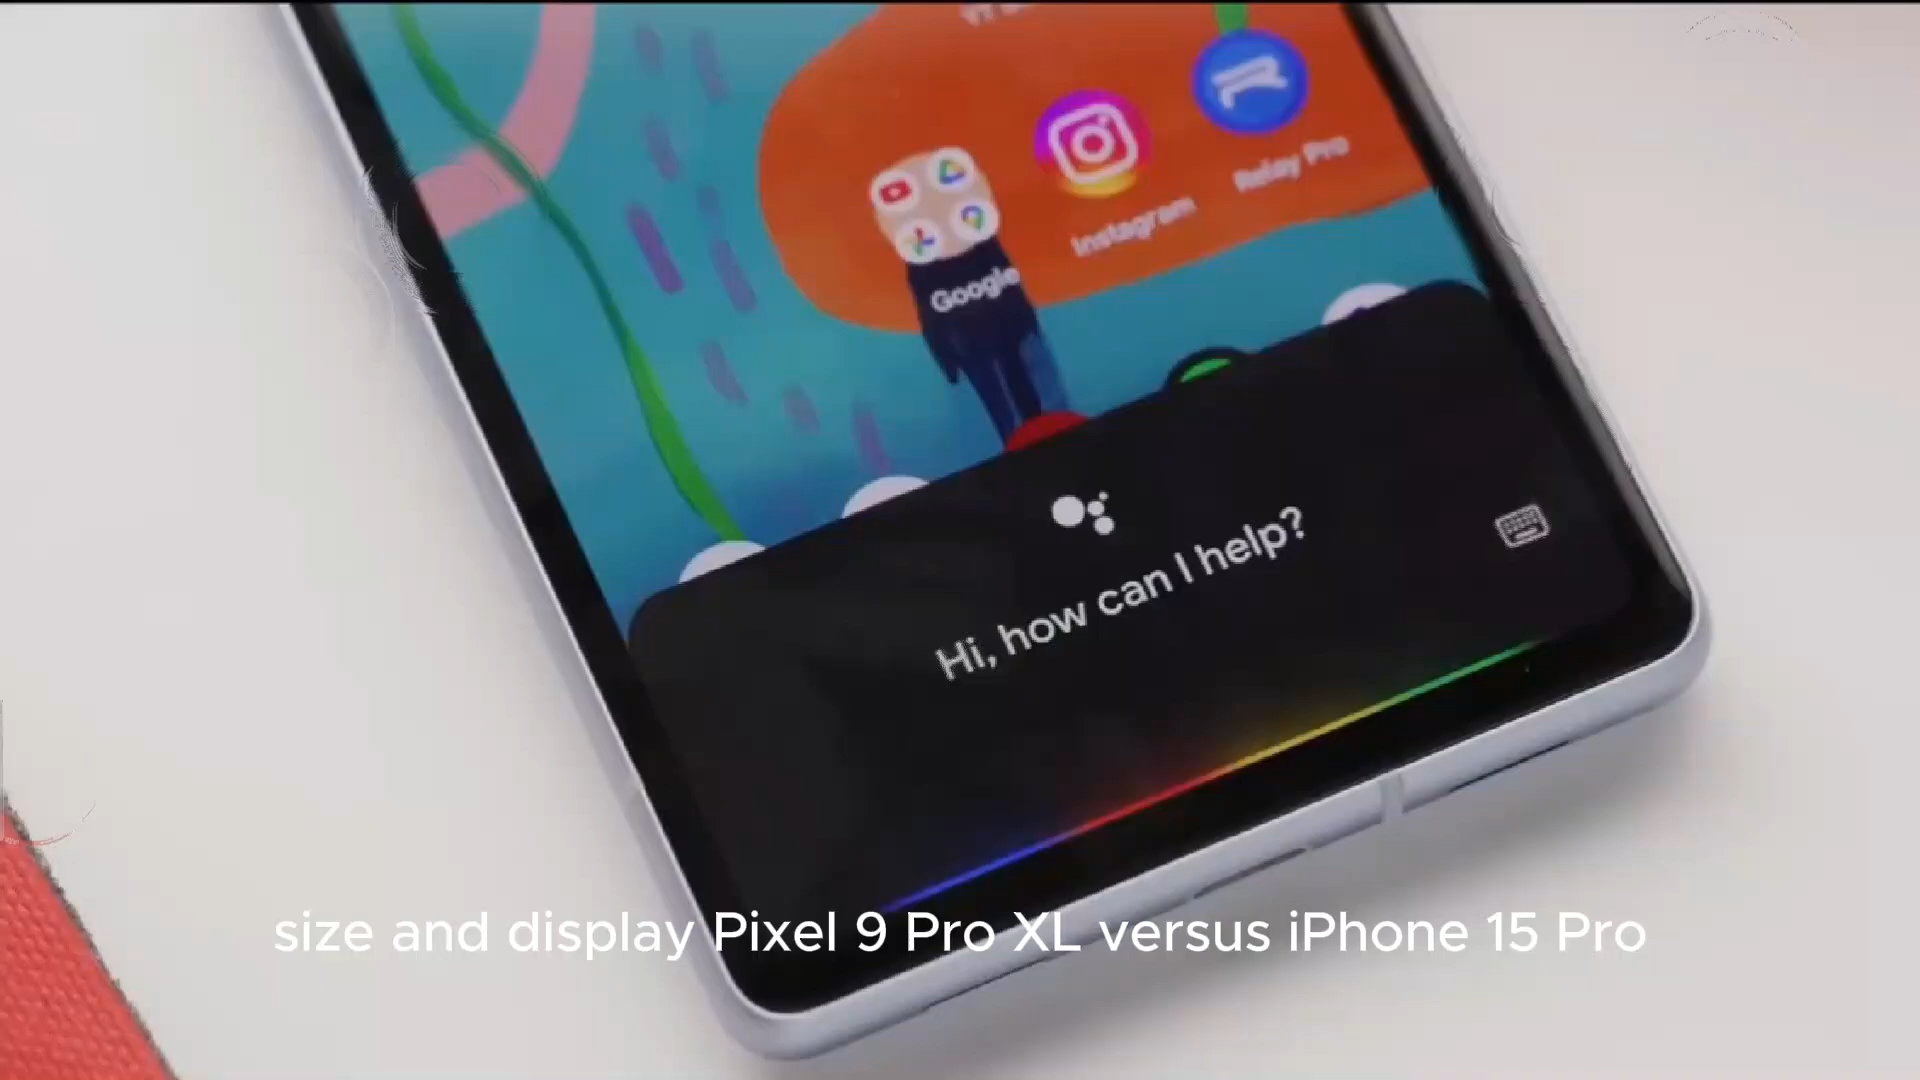 Relay Pro
Instagram
Google
Hi, how can I help?
size and display Pixel 9 Pro XL versus iPhone 15 Pro